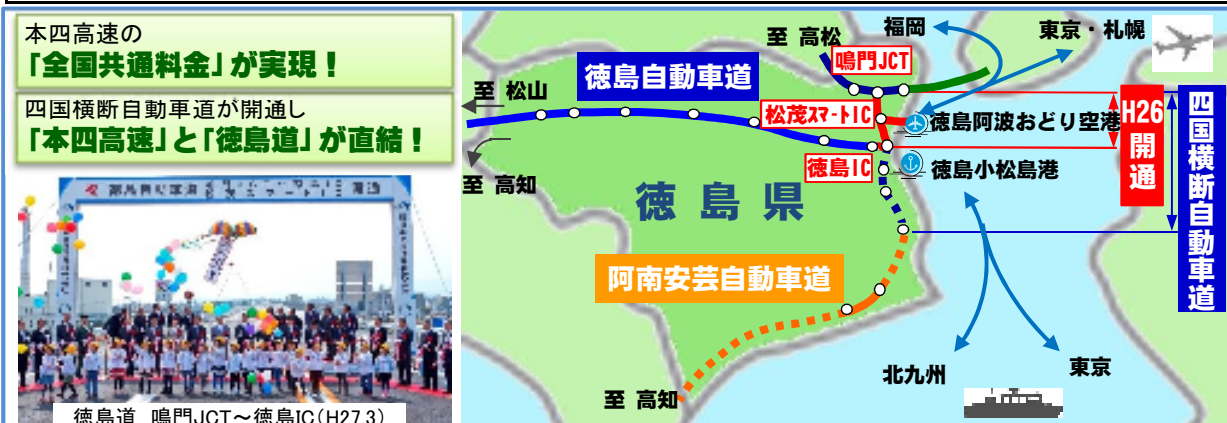 本四高速の
「全国共通料金」が実現！
四国横断自動車道が開通し
「本四高速」と「徳島道」が直結！
徳島道 鳴門JCT～徳島IC(H27.3)
至 高松
福岡
東京・札幌
鳴門JCT
徳島自動車道
至 松山
松茂スマートIC
徳島阿波おどり空港
H26開通
四国横断自動車道
徳島IC
徳島小松島港
至 高知
徳島県
阿南安芸自動車道
北九州
東京
至 高知